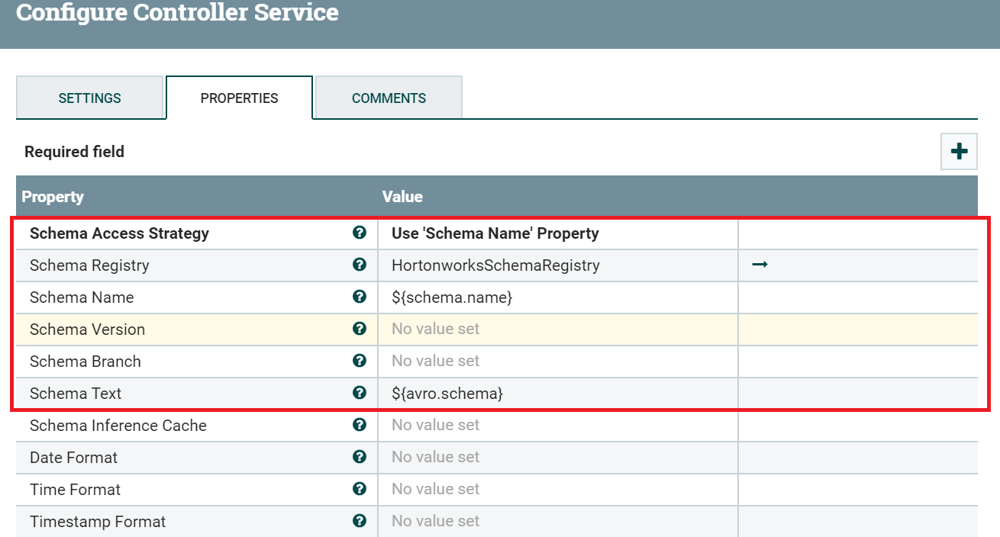 Configure Controller Service
SETTINGS PROPERTIES COMMENTS
Required field
Property Value
Schema Access Strategy Use 'Schema Name' Property
Schema Registry HortonworksSchemaRegistry
Schema Name ${schema.name}
Schema Version No value set
Schema Branch No value set
Schema Text ${avro.schema}
Schema Inference Cache No value set
Date Format No value set
Time Format No value set
Timestamp Format No value set